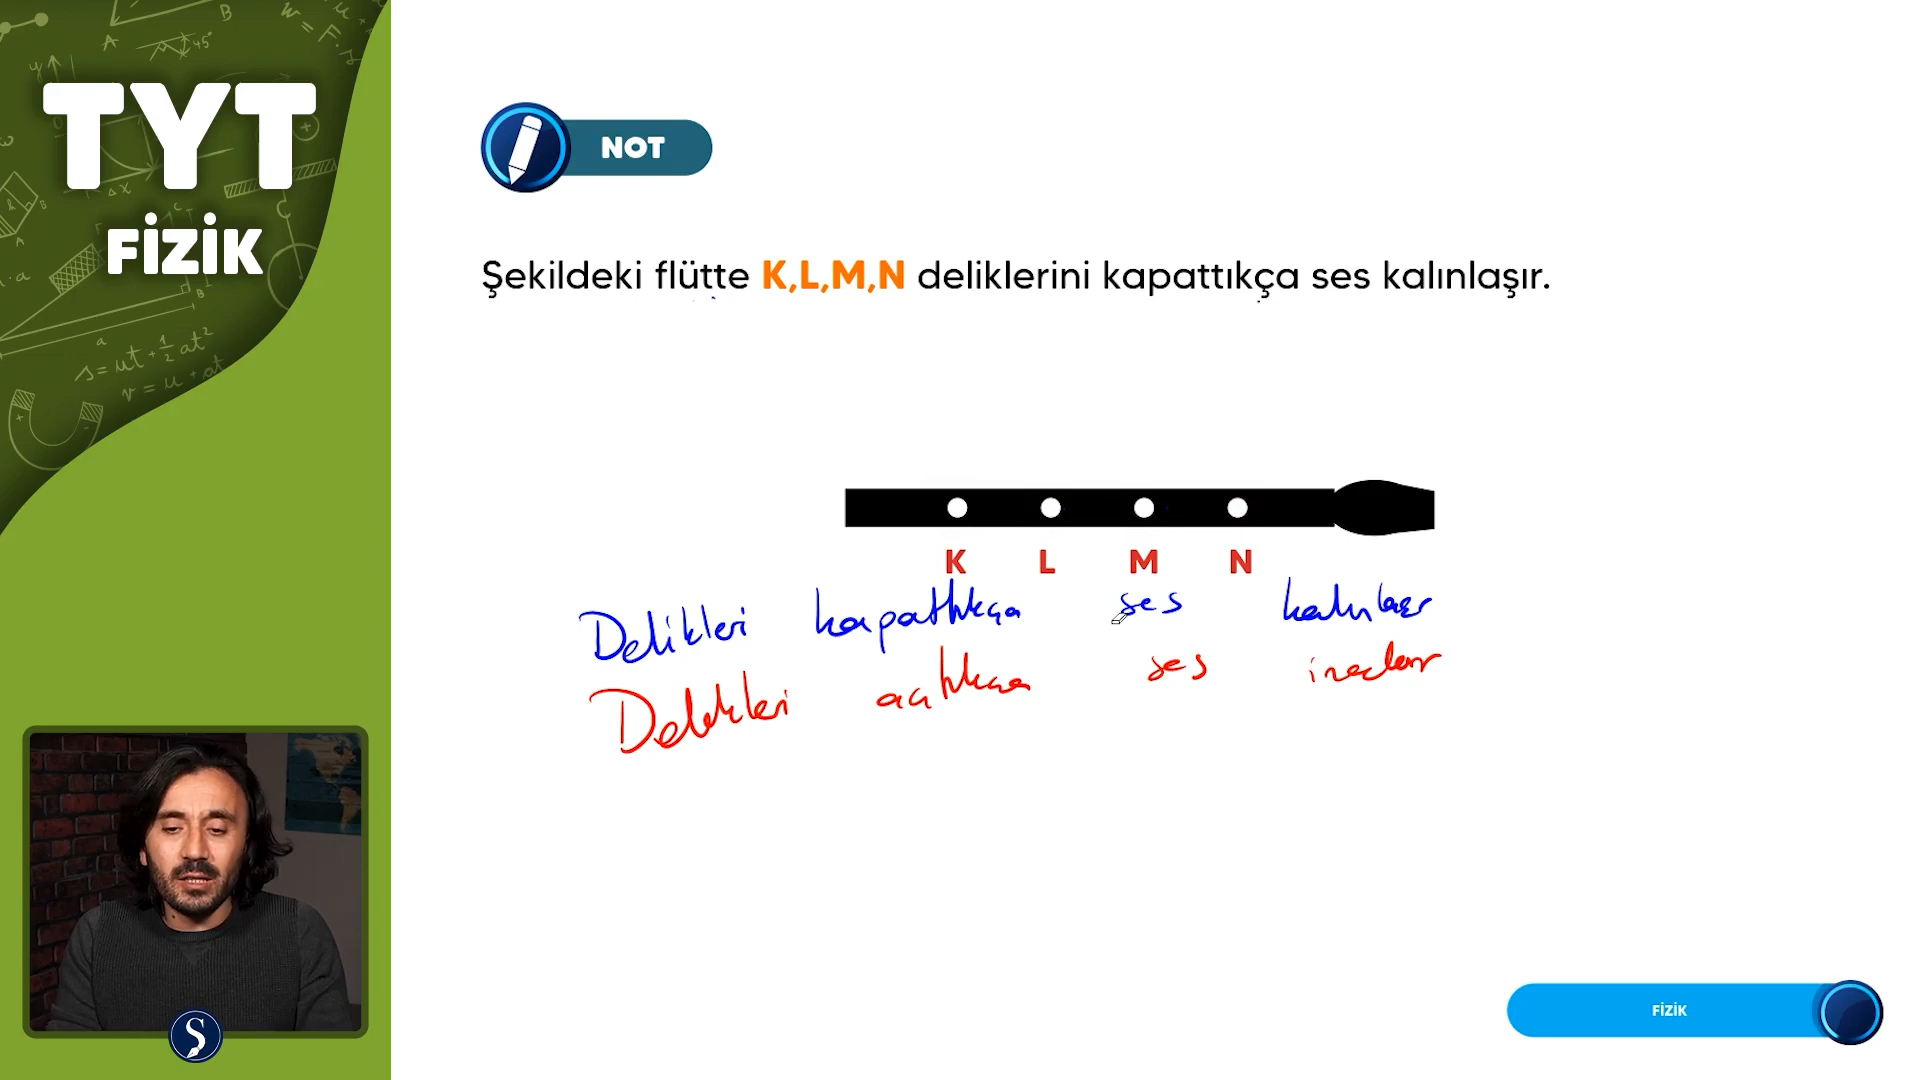 TYT
FİZİK
NOT
Şekildeki flütte K,L,M,N deliklerini kapattıkça ses kalınlaşır.
K L M N
Delikleri kapattıkça ses kalınlaşır
Delikleri açtıkça ses incelir
FİZİK